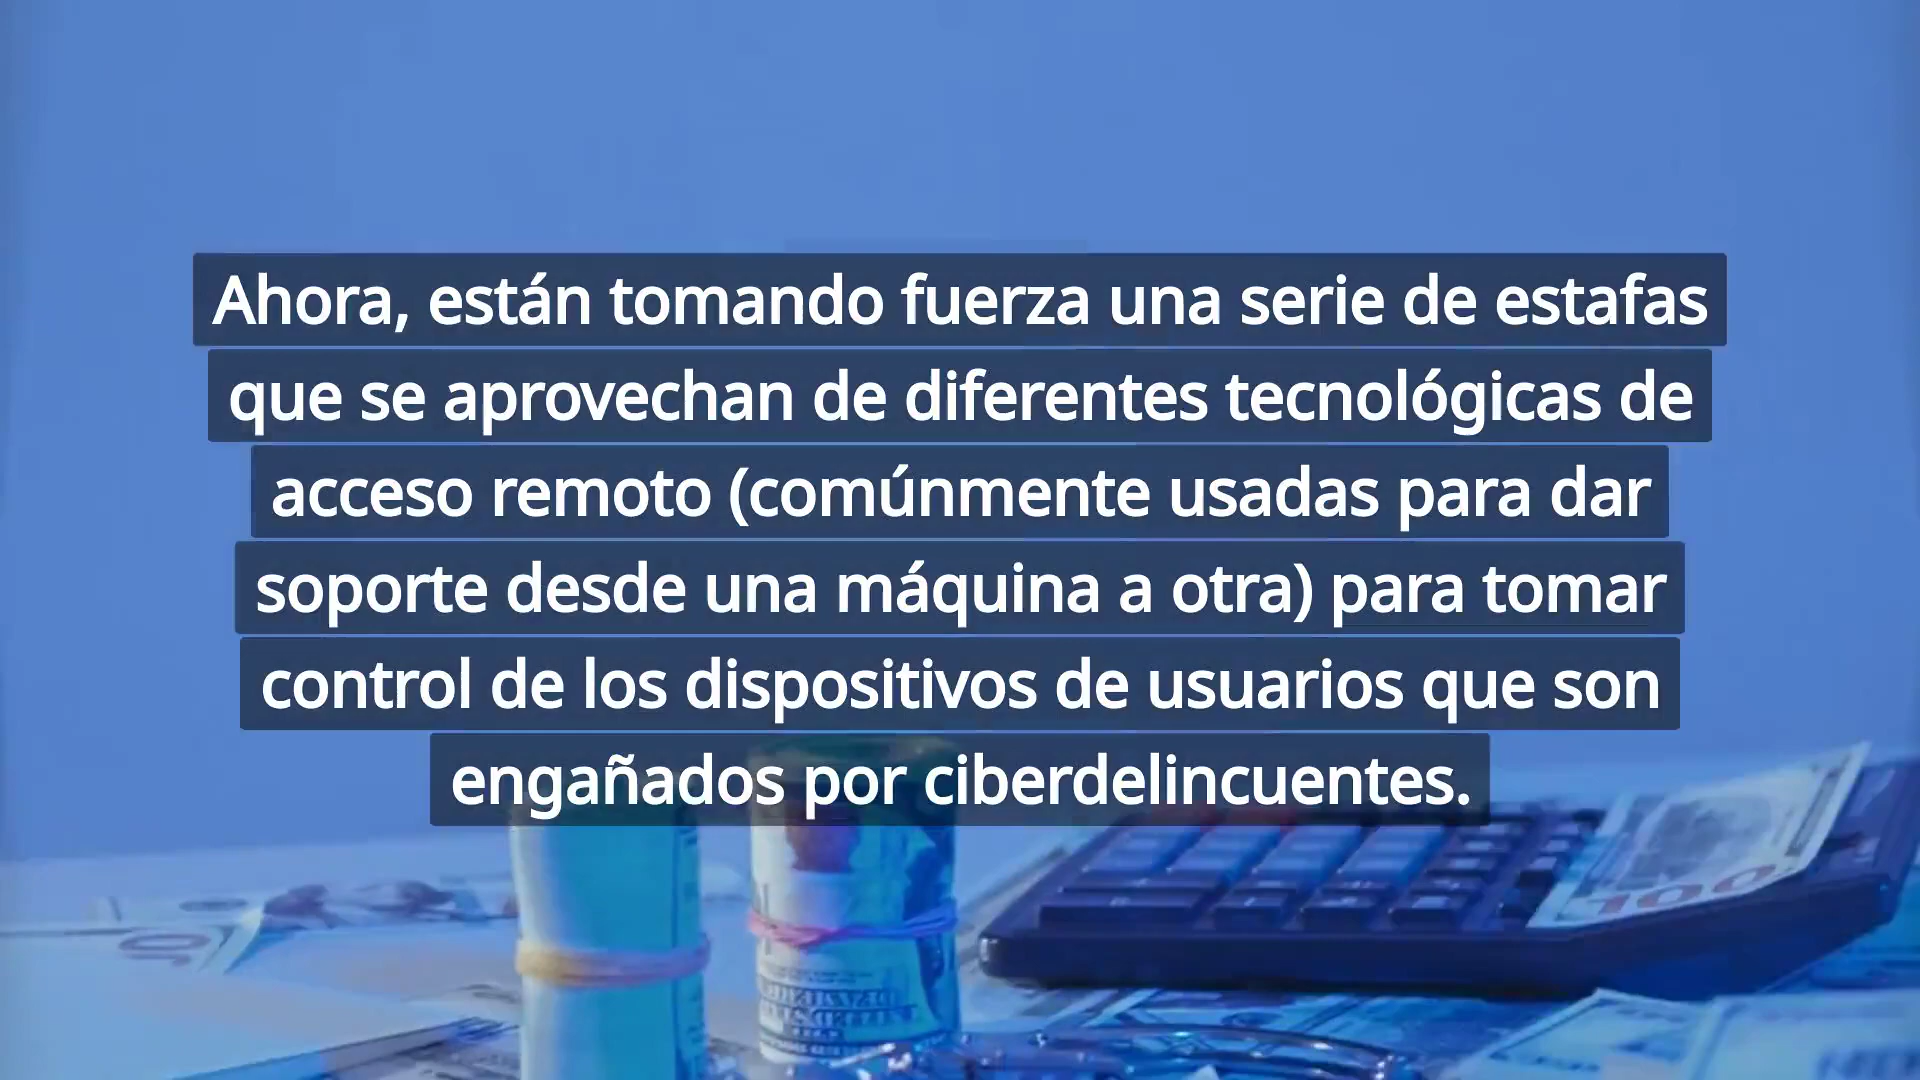 Ahora, están tomando fuerza una serie de estafas
que se aprovechan de diferentes tecnológicas de
acceso remoto (comúnmente usadas para dar
soporte desde una máquina a otra) para tomar
control de los dispositivos de usuarios que son
engañados por ciberdelincuentes.
100